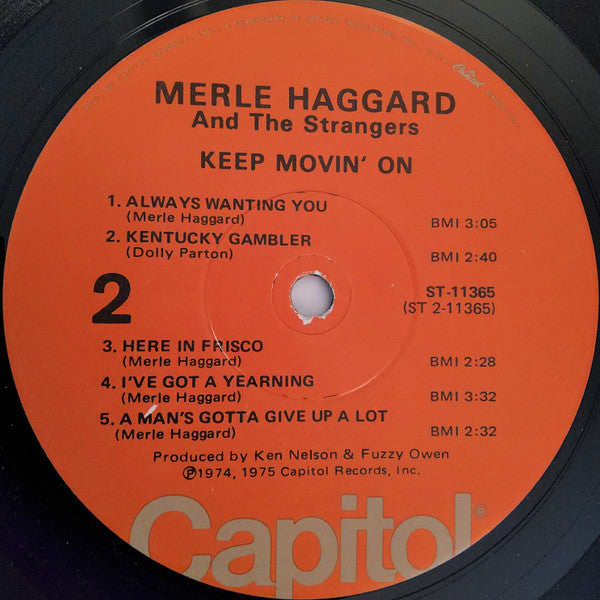 MERLE HAGGARD
And The Strangers
KEEP MOVIN' ON
1. ALWAYS WANTING YOU
(Merle Haggard) BMI 3:05
2. KENTUCKY GAMBLER
(Dolly Parton) BMI 2:40
2
ST-11365
(ST 2-11365)
3. HERE IN FRISCO
(Merle Haggard) BMI 2:28
4. I'VE GOT A YEARNING
(Merle Haggard) BMI 3:32
5. A MAN'S GOTTA GIVE UP A LOT
(Merle Haggard) BMI 2:32
Produced by Ken Nelson & Fuzzy Owen
℗1974, 1975 Capitol Records, Inc.
Capitol®